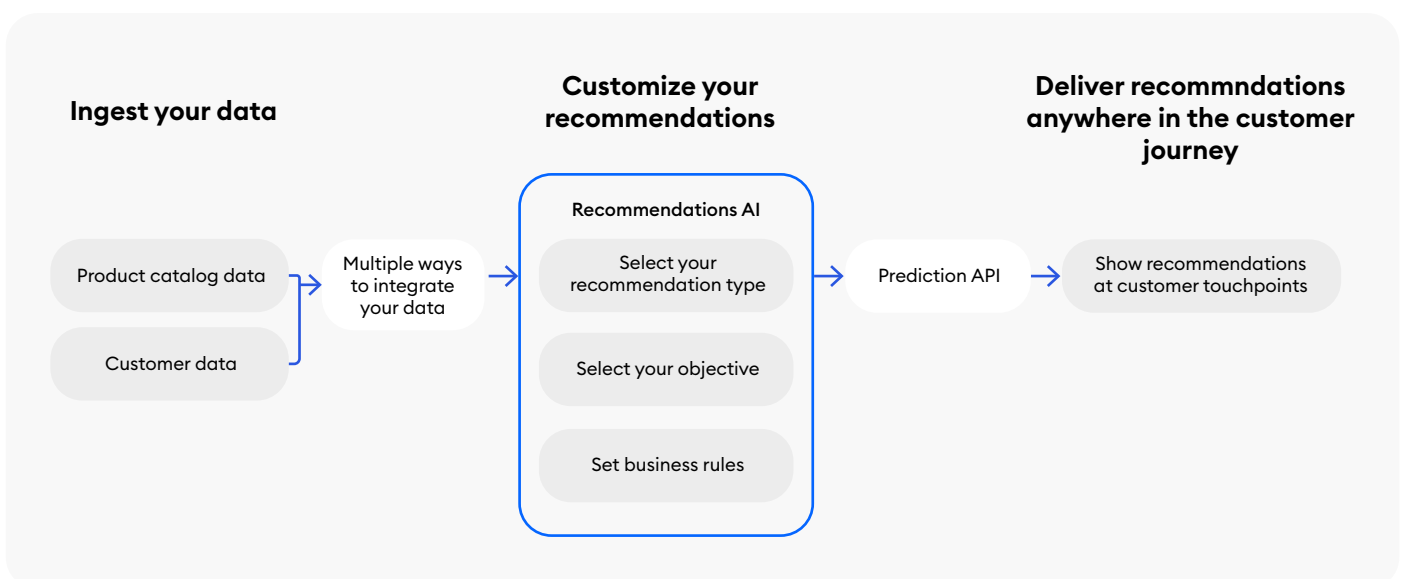 Ingest your data
Customize your
recommendations
Deliver recommndations
anywhere in the customer
journey
Product catalog data
Customer data
Multiple ways
to integrate
your data
Recommendations AI
Select your
recommendation type
Select your objective
Set business rules
Prediction API
Show recommendations
at customer touchpoints